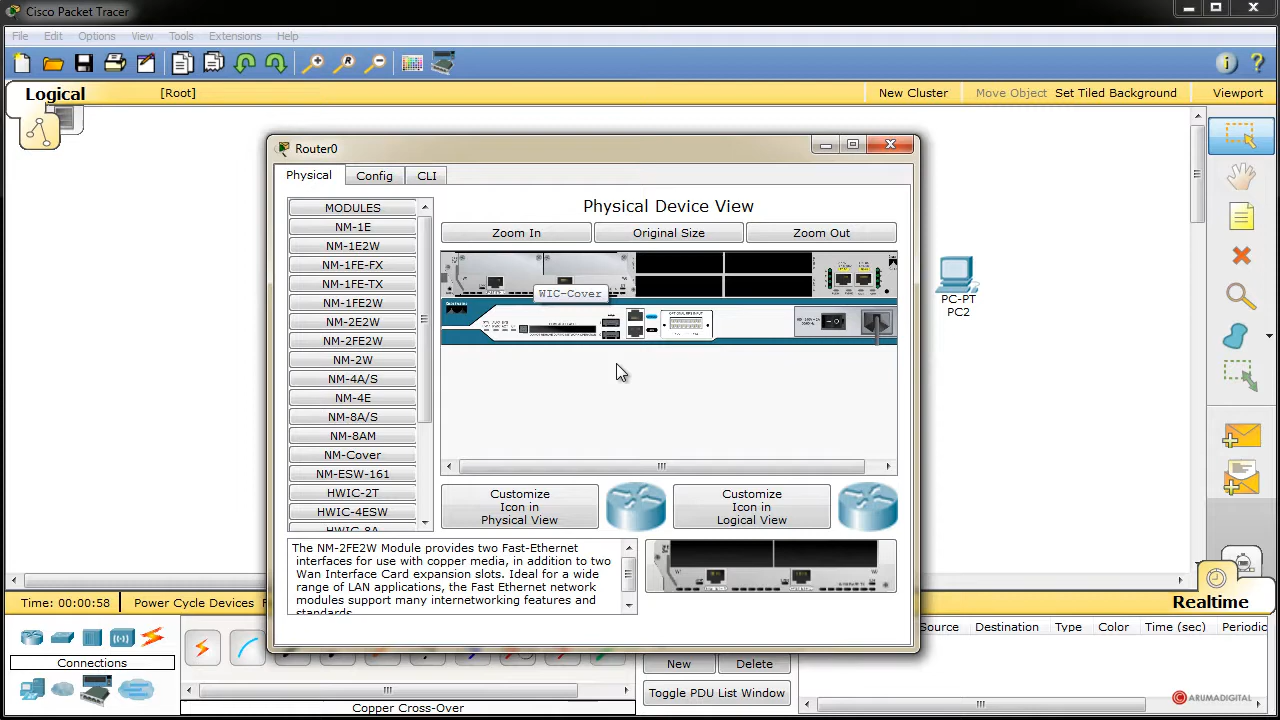 Cisco Packet Tracer
File Edit Options View Tools Extensions Help
Logical
[Root]
New Cluster
Move Object
Set Tiled Background
Viewport
Router0
Physical
Config
CLI
MODULES
NM-1E
NM-1E2W
NM-1FE-FX
NM-1FE-TX
NM-1FE2W
NM-2E2W
NM-2FE2W
NM-2W
NM-4A/S
NM-4E
NM-8A/S
NM-8AM
NM-Cover
NM-ESW-161
HWIC-2T
HWIC-4ESW
HWIC-8A
Physical Device View
Zoom In
Original Size
Zoom Out
WIC-Cover
Customize
Icon in
Physical View
Customize
Icon in
Logical View
The NM-2FE2W Module provides two Fast-Ethernet
interfaces for use with copper media, in addition to two
Wan Interface Card expansion slots. Ideal for a wide
range of LAN applications, the Fast Ethernet network
modules support many internetworking features and
standards.
PC-PT
PC2
Time: 00:00:58
Power Cycle Devices F
Realtime
Connections
Copper Cross-Over
New
Delete
Toggle PDU List Window
Source
Destination
Type
Color
Time (sec)
Periodic
CARUMADIGITAL